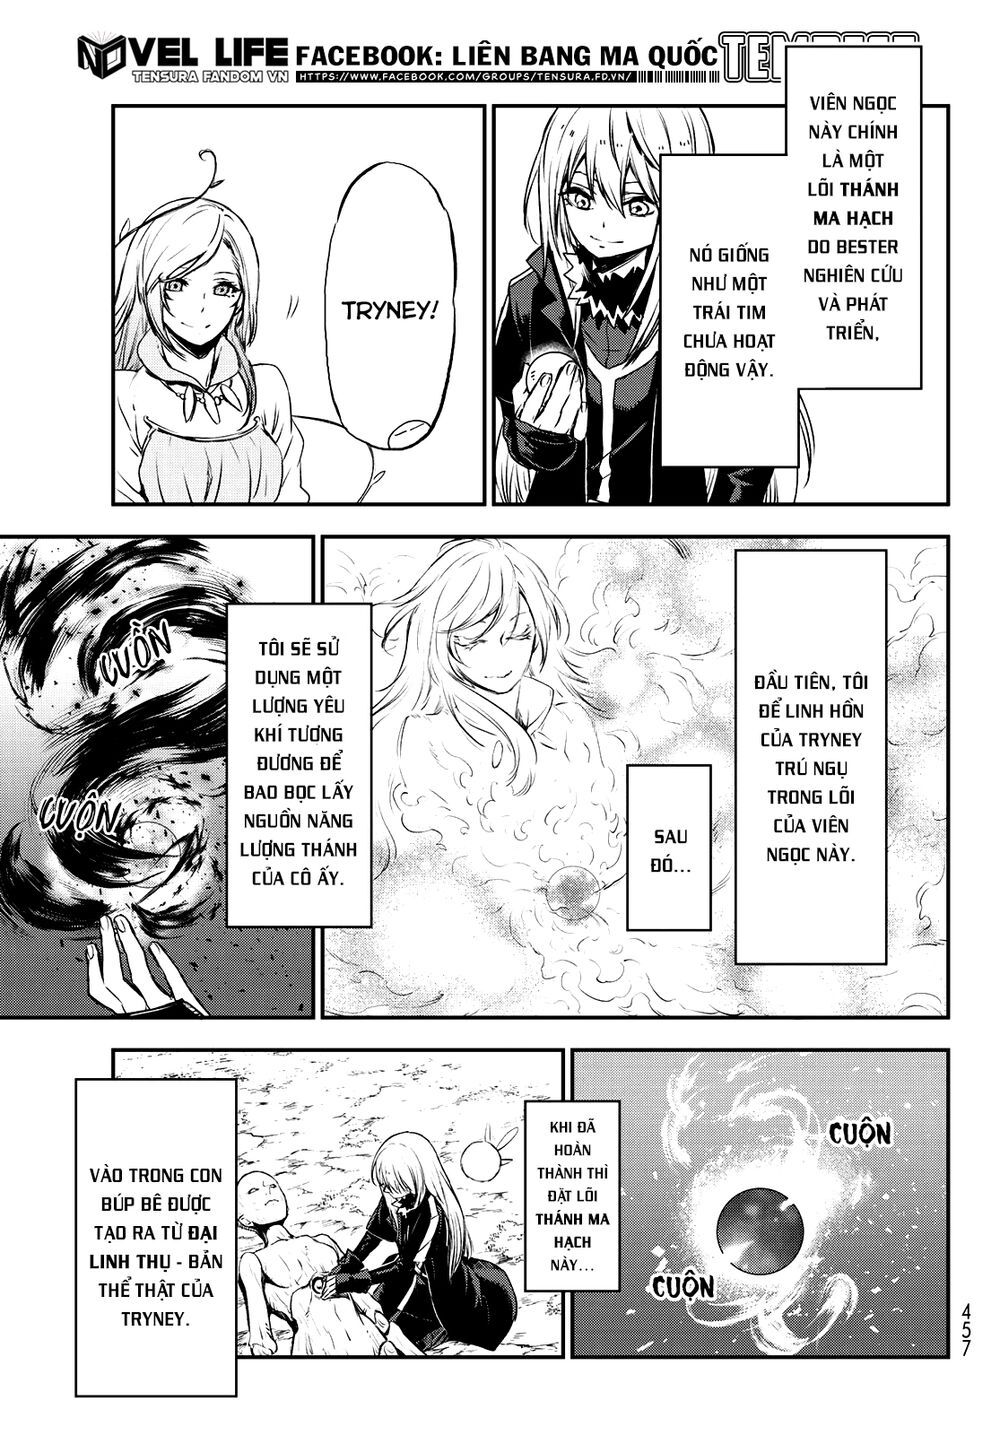 NOVEL LIFE
TENSURA FANDOM VN
FACEBOOK: LIÊN BANG MA QUỐC
HTTPS://WWW.FACEBOOK.COM/GROUPS/TENSURA.FD.VN/
VIÊN NGỌC
NÀY CHÍNH
LÀ MỘT
LÕI THÁNH
MA HẠCH
DO BESTER
NGHIÊN CỨU
VÀ PHÁT
TRIỂN,
NÓ GIỐNG
NHƯ MỘT
TRÁI TIM
CHƯA HOẠT
ĐỘNG VẬY.
TRYNEY!
ĐẦU TIÊN, TÔI
ĐỂ LINH HỒN
CỦA TRYNEY
TRÚ NGỤ
TRONG LÕI
CỦA VIÊN
NGỌC NÀY.
SAU
ĐÓ...
TÔI SẼ SỬ
DỤNG MỘT
LƯỢNG YÊU
KHÍ TƯƠNG
ĐƯƠNG ĐỂ
BAO BỌC LẤY
NGUỒN NĂNG
LƯỢNG THÁNH
CỦA CÔ ẤY.
CUỒN
CUỘN
CUỘN
CUỘN
KHI ĐÃ
HOÀN
THÀNH THÌ
ĐẶT LÕI
THÁNH MA
HẠCH
NÀY...
VÀO TRONG CON
BÚP BÊ ĐƯỢC
TẠO RA TỪ ĐẠI
LINH THỤ - BẢN
THỂ THẬT CỦA
TRYNEY.
457